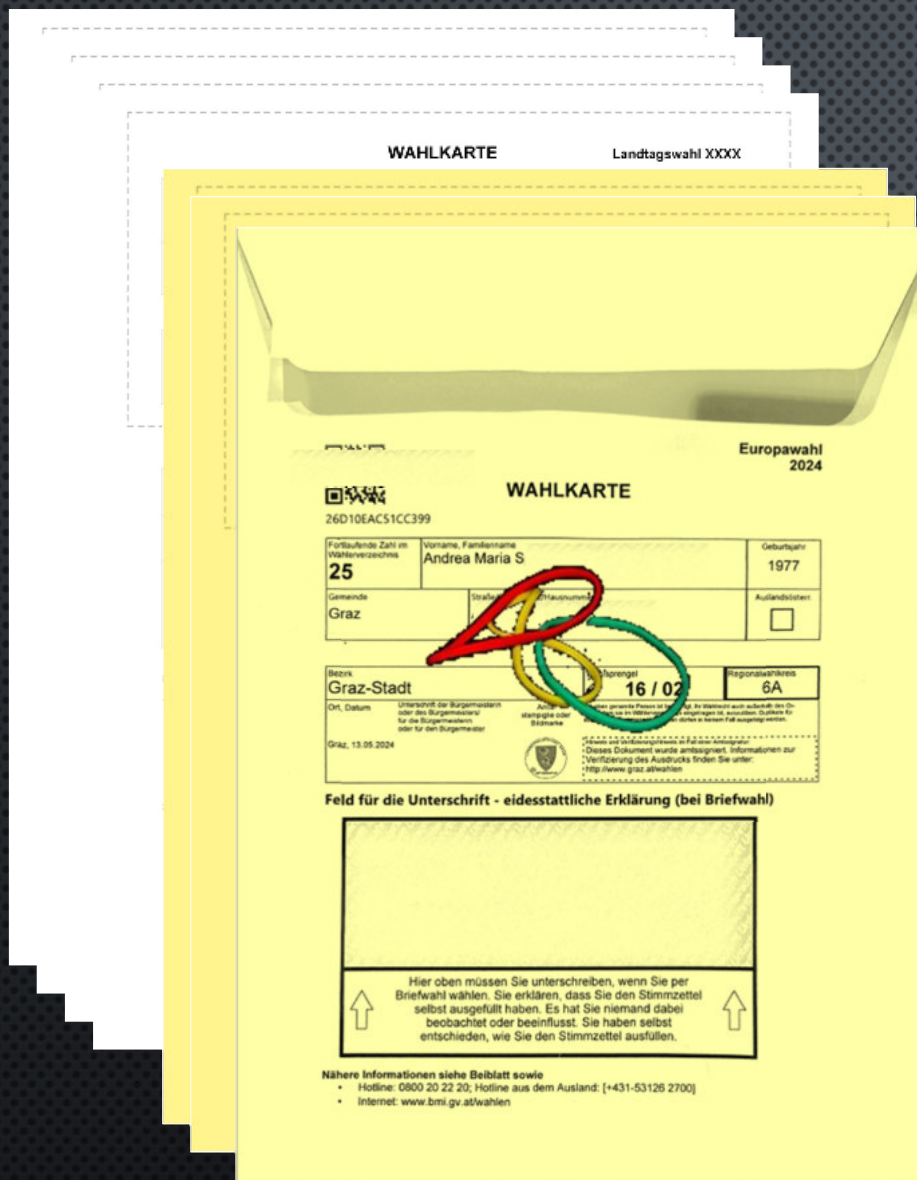 WAHLKARTE
Landtagswahl XXXX
Europawahl
2024
WAHLKARTE
26D10EAC51CC399
Fortlaufende Zahl im
Wählerverzeichnis
25
Vorname, Familienname
Andrea Maria S
Geburtsjahr
1977
Gemeinde
Graz
Hausnummer
Bezirk
Graz-Stadt
sprengel
16 / 02
Regionalwahlkreis
6A
Ort, Datum
Unterschrift der Bürgermeisterin
oder des Bürgermeisters/
für die Bürgermeisterin
oder für den Bürgermeister
stampiglie oder
Bildmarke
Graz, 13.05.2024
Dieses Dokument wurde amtssigniert. Informationen zur
Verifizierung des Ausdrucks finden Sie unter:
http://www.graz.at/wahlen
Feld für die Unterschrift - eidesstattliche Erklärung (bei Briefwahl)
Hier oben müssen Sie unterschreiben, wenn Sie per
Briefwahl wählen. Sie erklären, dass Sie den Stimmzettel
selbst ausgefüllt haben. Es hat Sie niemand dabei
beobachtet oder beeinflusst. Sie haben selbst
entschieden, wie Sie den Stimmzettel ausfüllen.
Nähere Informationen siehe Beiblatt sowie
• Hotline: 0800 20 22 20; Hotline aus dem Ausland: [+431-53126 2700]
• Internet: www.bmi.gv.at/wahlen